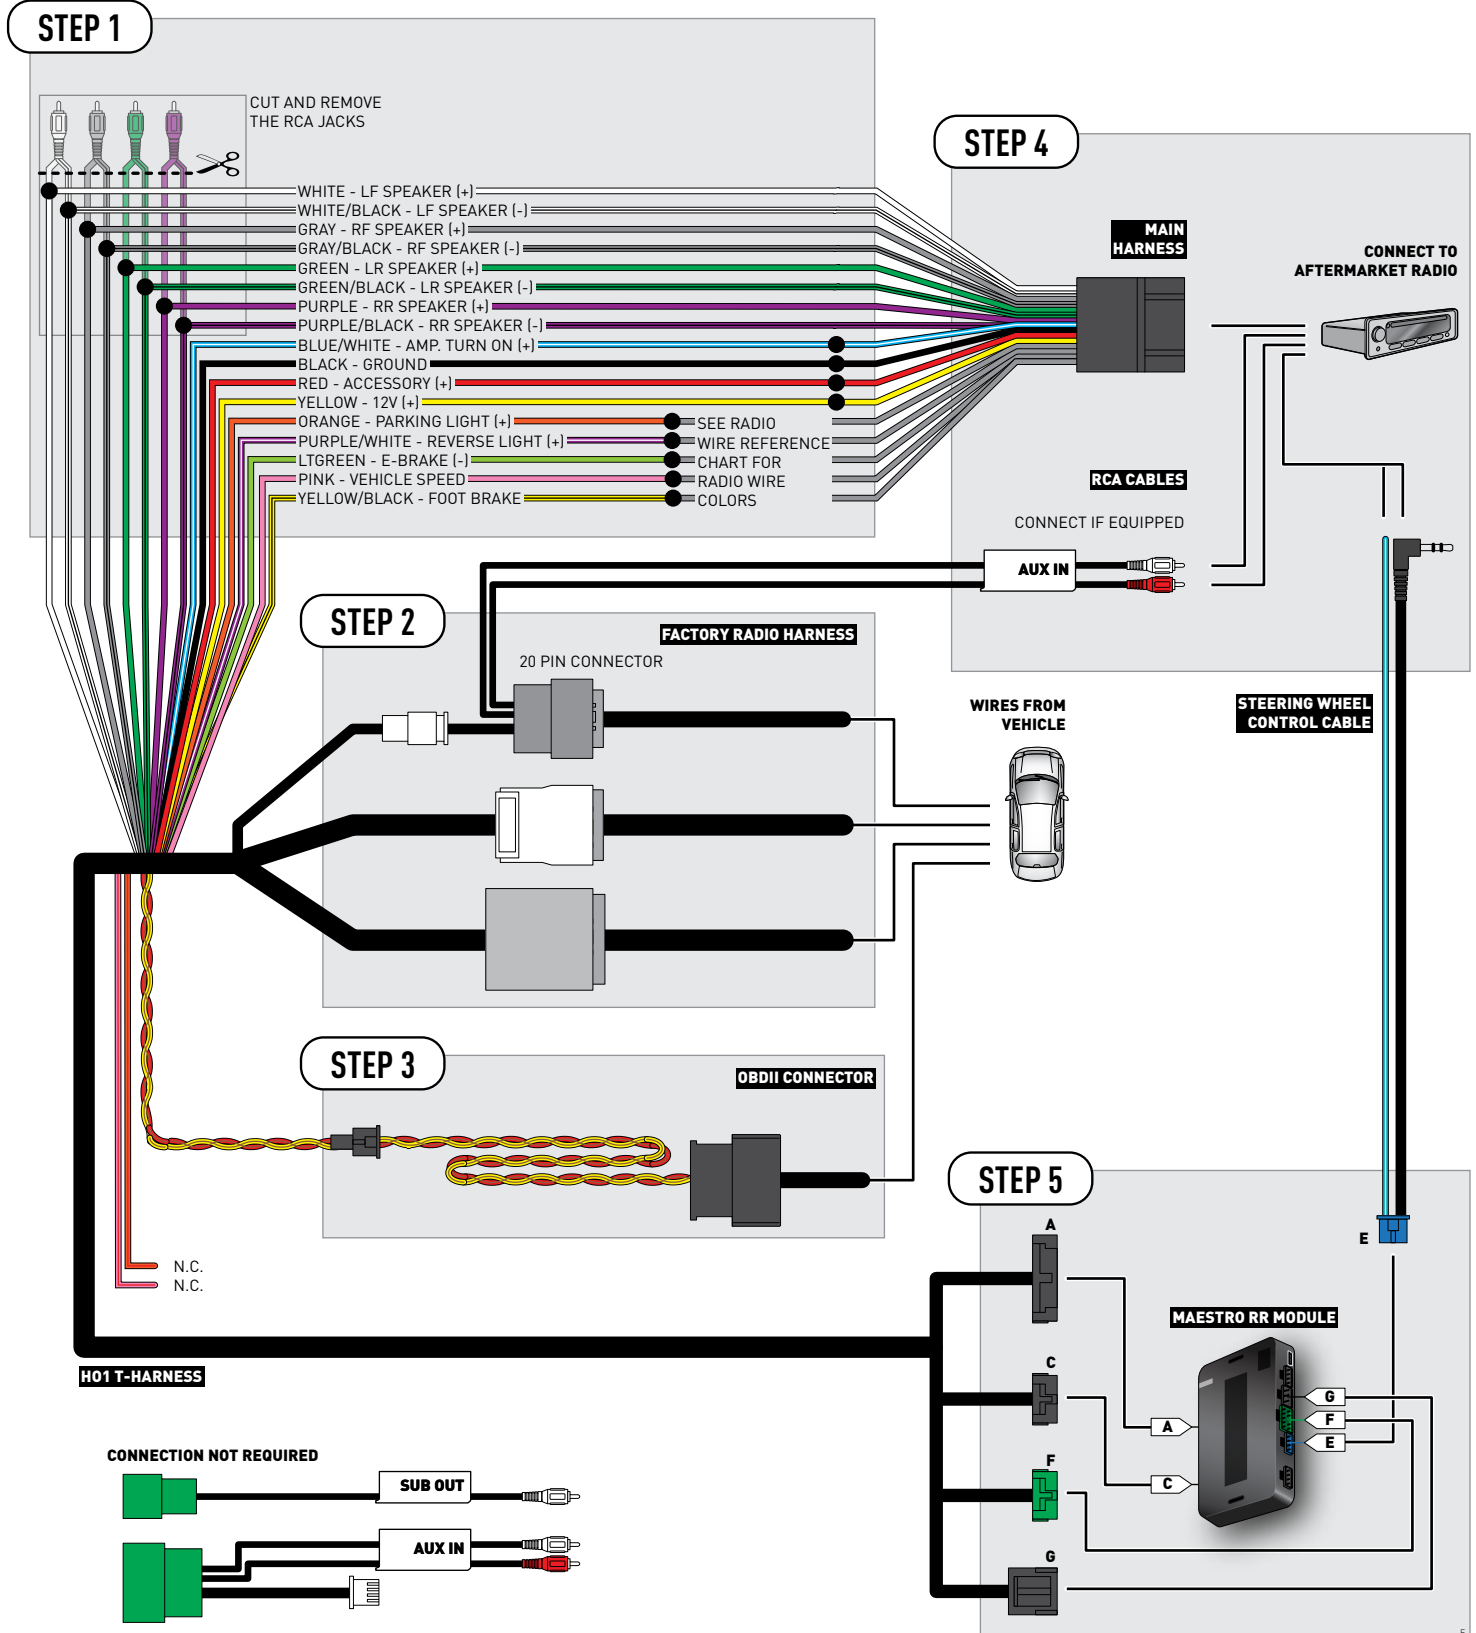 STEP 1
CUT AND REMOVE
THE RCA JACKS
WHITE - LF SPEAKER (+)
WHITE/BLACK - LF SPEAKER (-)
GRAY - RF SPEAKER (+)
GRAY/BLACK - RF SPEAKER (-)
GREEN - LR SPEAKER (+)
GREEN/BLACK - LR SPEAKER (-)
PURPLE - RR SPEAKER (+)
PURPLE/BLACK - RR SPEAKER (-)
BLUE/WHITE - AMP. TURN ON (+)
BLACK - GROUND
RED - ACCESSORY (+)
YELLOW - 12V (+)
ORANGE - PARKING LIGHT (+)
PURPLE/WHITE - REVERSE LIGHT (+)
LTGREEN - E-BRAKE (-)
PINK - VEHICLE SPEED
YELLOW/BLACK - FOOT BRAKE
SEE RADIO
WIRE REFERENCE
CHART FOR
RADIO WIRE
COLORS
STEP 4
MAIN
HARNESS
CONNECT TO
AFTERMARKET RADIO
RCA CABLES
CONNECT IF EQUIPPED
AUX IN
STEP 2
FACTORY RADIO HARNESS
20 PIN CONNECTOR
WIRES FROM
VEHICLE
STEERING WHEEL
CONTROL CABLE
STEP 3
OBDII CONNECTOR
N.C.
N.C.
HO1 T-HARNESS
STEP 5
A
E
MAESTRO RR MODULE
C
G
F
A
E
F
C
G
CONNECTION NOT REQUIRED
SUB OUT
AUX IN
5